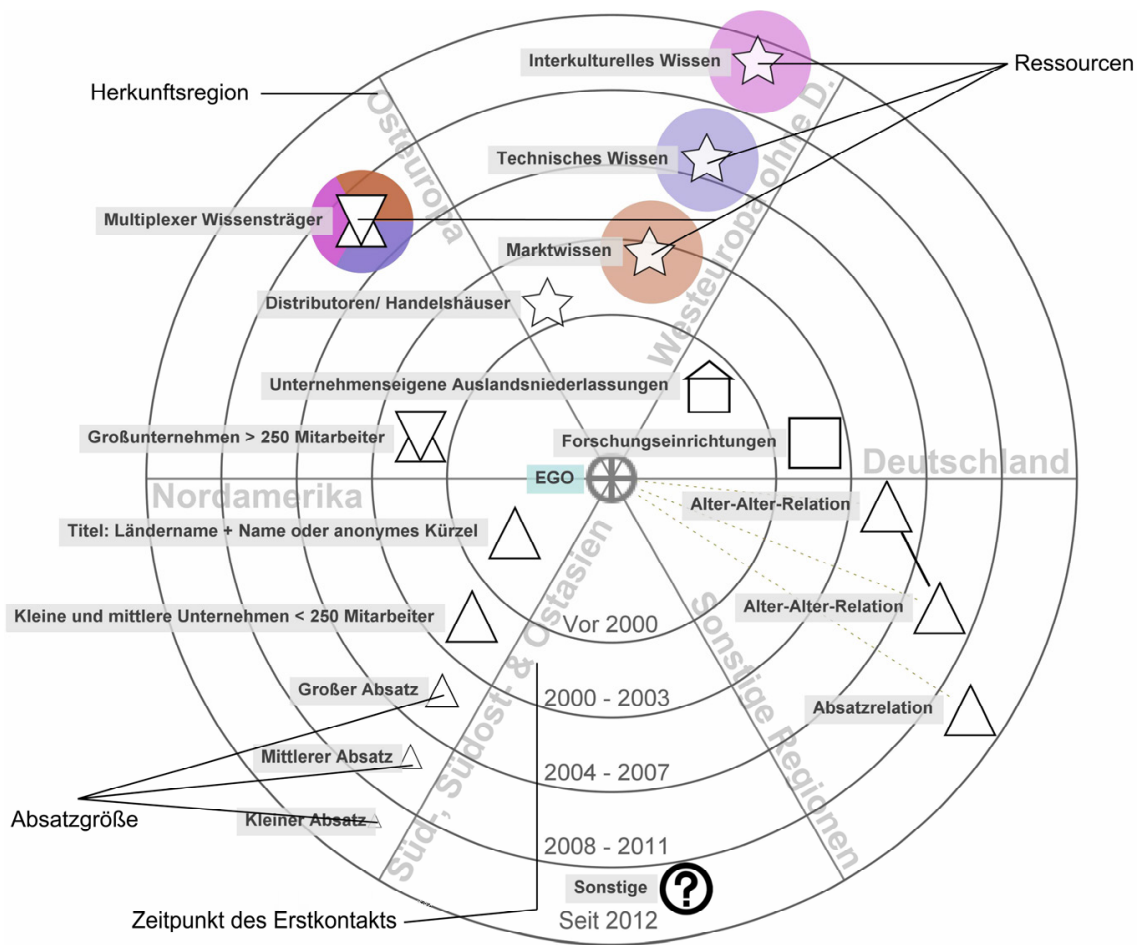 Interkulturelles Wissen
Ressourcen
Herkunftsregion
Osteuropa
Westeuropa ohne D.
Technisches Wissen
Multiplexer Wissensträger
Marktwissen
Distributoren/ Handelshäuser
Unternehmenseigene Auslandsniederlassungen
Großunternehmen > 250 Mitarbeiter
Forschungseinrichtungen
Deutschland
EGO
Nordamerika
Alter-Alter-Relation
Titel: Ländername + Name oder anonymes Kürzel
Süd-, Südost- & Ostasien
Sonstige Regionen
Alter-Alter-Relation
Kleine und mittlere Unternehmen < 250 Mitarbeiter
Vor 2000
Großer Absatz
2000 - 2003
Absatzrelation
Mittlerer Absatz
2004 - 2007
Absatzgröße
Kleiner Absatz
2008 - 2011
Sonstige
?
Zeitpunkt des Erstkontakts
Seit 2012